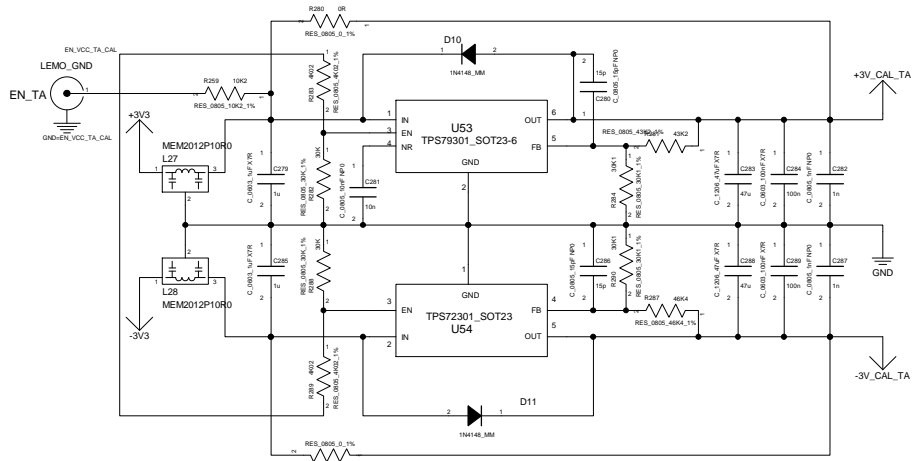 R280 0R
RES_0805_0_1%
EN_VCC_TA_CAL
LEMO_GND
EN_TA
GND=EN_VCC_TA_CAL
R259 10K2
RES_0805_10K2_1%
4K02
R283
RES_0805_4K02_1%
D10
1N4148_MM
15p
C280
C_0805_15pF NP0
+3V_CAL_TA
+3V3
MEM2012P10R0
L27
IN
EN
NR
U53
TPS79301_SOT23-6
GND
OUT
FB
RES_0805_43K2_1%
43K2
C_0603_1uF X7R
C279
1u
30K
R282
RES_0805_30K_1%
C_0805_10nF NP0
C281
10n
30K1
R284
RES_0805_30K1_1%
C_1206_47uF X7R
C283
47u
C_0603_100nF X7R
C284
100n
C_0805_1nF NP0
C282
1n
GND
L28
MEM2012P10R0
-3V3
C_0603_1uF X7R
C285
1u
30K
R288
RES_0805_30K_1%
C_0805_15pF NP0
C286
15p
30K1
R290
RES_0805_30K1_1%
C_1206_47uF X7R
C288
47u
C_0603_100nF X7R
C289
100n
C_0805_1nF NP0
C287
1n
GND
EN
IN
TPS72301_SOT23
U54
FB
OUT
R287 46K4
RES_0805_46K4_1%
-3V_CAL_TA
4K02
R289
RES_0805_4K02_1%
D11
1N4148_MM
RES_0805_0_1%